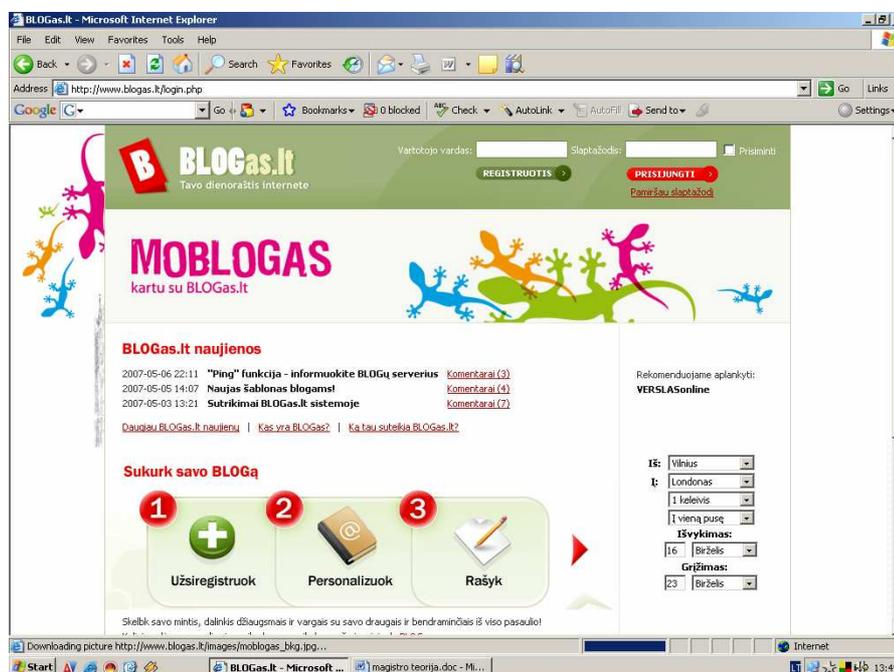 BLOGas.lt - Microsoft Internet Explorer
File Edit View Favorites Tools Help
Back Search Favorites
Address http://www.blogas.lt/login.php Go Links
Google G Go Bookmarks 0 blocked ABC Check AutoLink AutoFill Send to Settings
B BLOGas.lt
Tavo dienoraštis internete
Vartotojo vardas: Slaptažodis: Prisiminti
REGISTRUOTIS PRISIJUNGTI
Pamiršau slaptažodį
MOBLOGAS
kartu su BLOGas.lt
BLOGas.lt naujienos
2007-05-06 22:11 "Ping" funkcija - informuokite BLOGų serverius Komentarai (3)
2007-05-05 14:07 Naujas šablonas blogams! Komentarai (4)
2007-05-03 13:21 Sutrikimai BLOGas.lt sistemoje Komentarai (7)
Daugiau BLOGas.lt naujienų | Kas yra BLOGas? | Ką tau suteikia BLOGas.lt?
Rekomenduojame aplankyti:
VERSLASonline
Iš: Vilnius
Į: Londonas
1 keleivis
Į vieną pusę
Išvykimas:
16 Birželis
Grįžimas:
23 Birželis
Sukurk savo BLOGą
1 2 3
Užsiregistruok Personalizuok Rašyk
Skelbk savo mintis, dalinkis džiaugsmais ir vargais su savo draugais ir bendraminčiais iš viso pasaulio!
Downloading picture http://www.blogas.lt/images/moblogas_bkg.jpg... Internet
Start BLOGas.lt - Microsoft ... magistro teorija.doc - Mi...